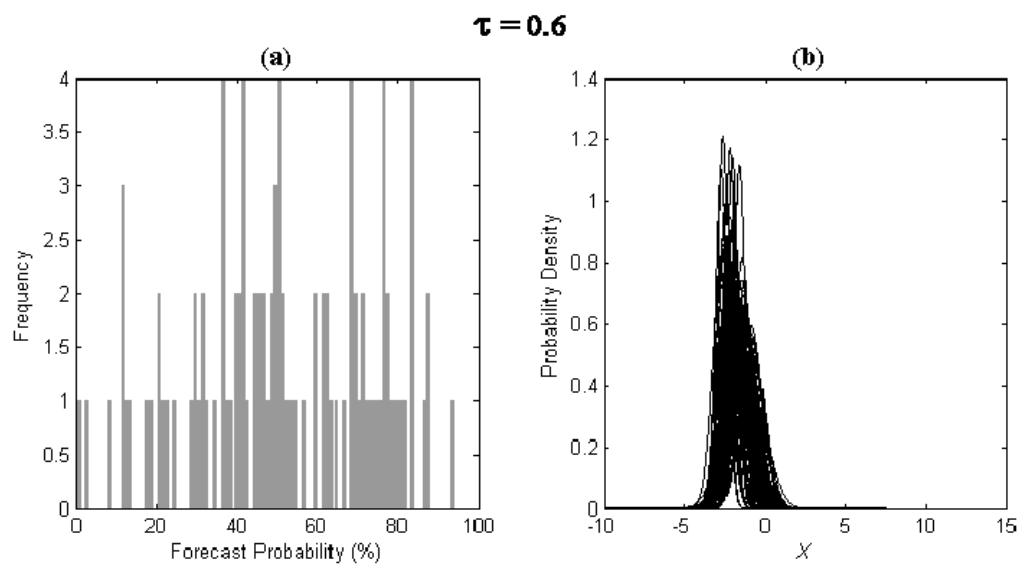 τ = 0.6
(a)
(b)
4
3.5
3
2.5
2
1.5
1
0.5
0
Frequency
0 20 40 60 80 100
Forecast Probability (%)
1.4
1.2
1
0.8
0.6
0.4
0.2
0
Probability Density
-10 -5 0 5 10 15
X